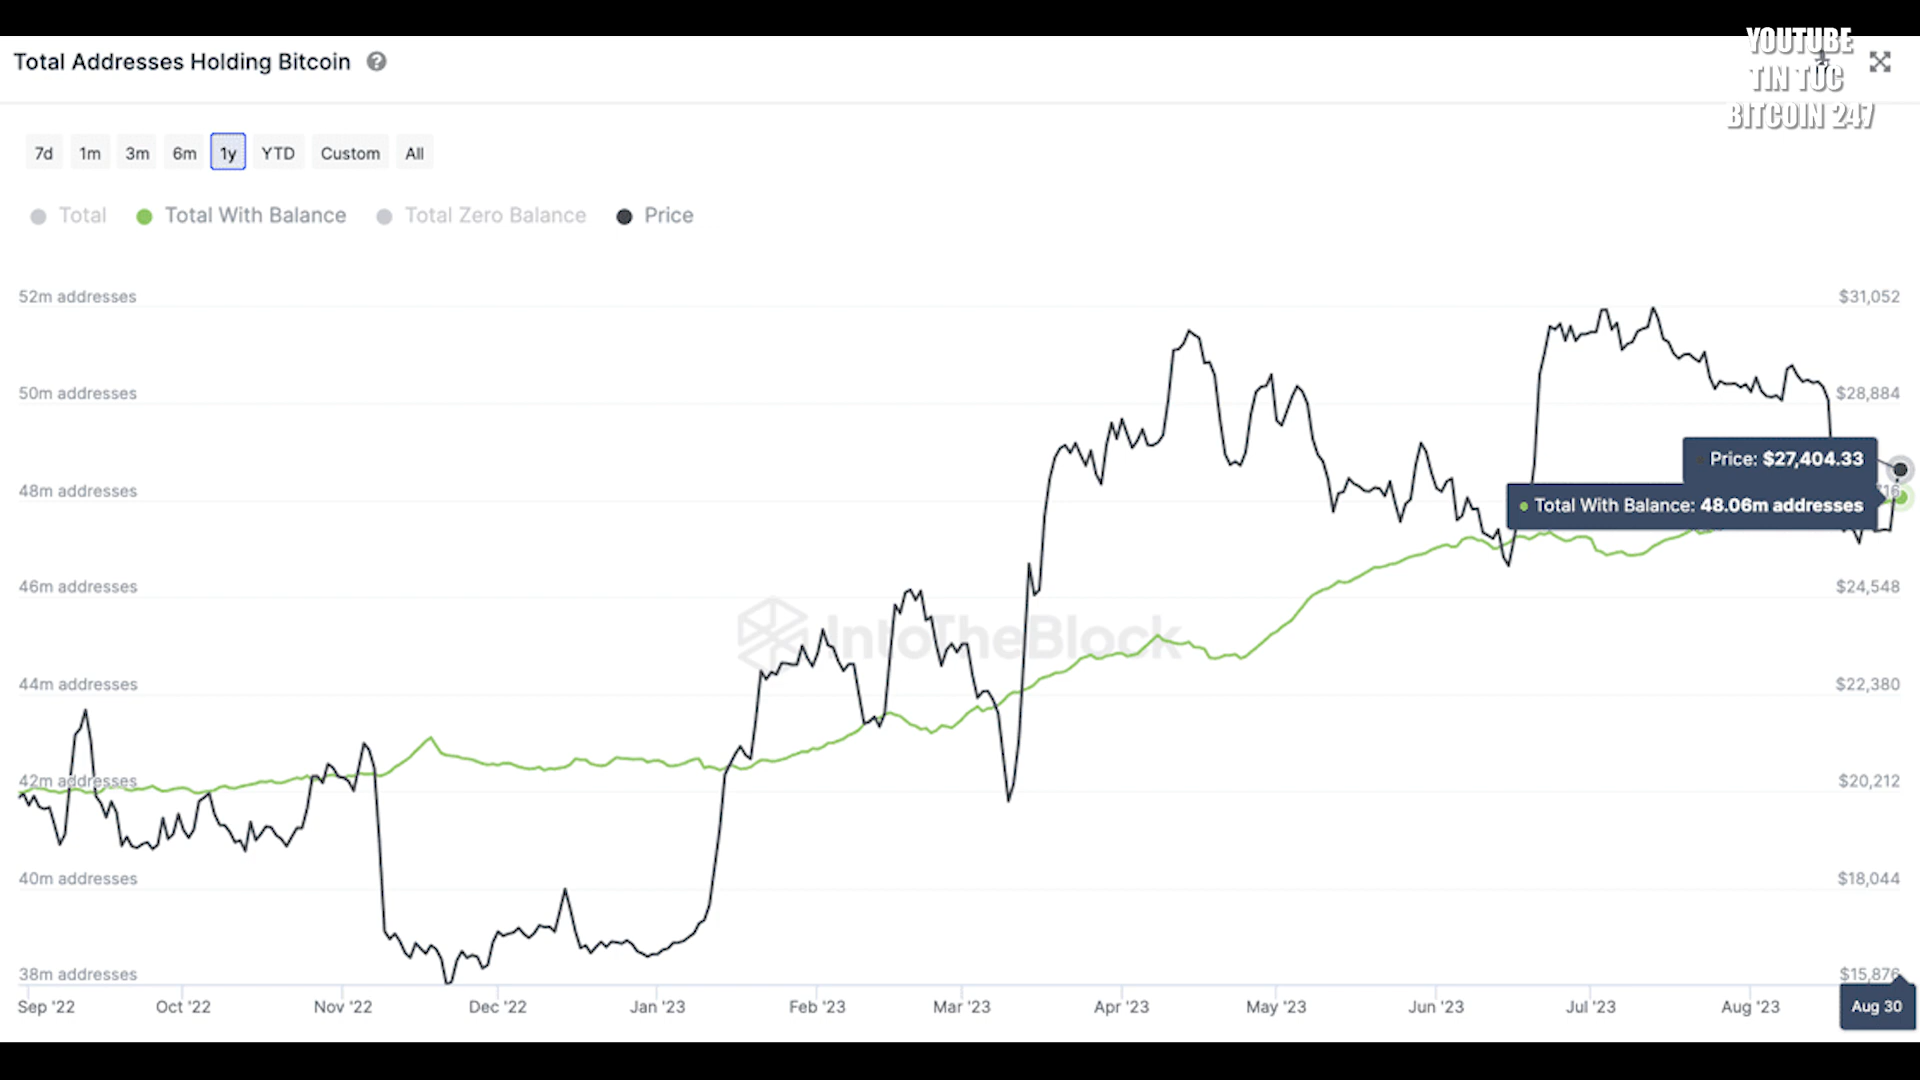 YOUTUBE
TIN TỨC
BITCOIN 247
Total Addresses Holding Bitcoin ?
7d 1m 3m 6m 1y YTD Custom All
Total Total With Balance Total Zero Balance Price
52m addresses $31,052
50m addresses $28,884
Price: $27,404.33
48m addresses
Total With Balance: 48.06m addresses
46m addresses $24,548
IntoTheBlock
44m addresses $22,380
42m addresses $20,212
40m addresses $18,044
38m addresses $15,876
Sep '22 Oct '22 Nov '22 Dec '22 Jan '23 Feb '23 Mar '23 Apr '23 May '23 Jun '23 Jul '23 Aug '23 Aug 30